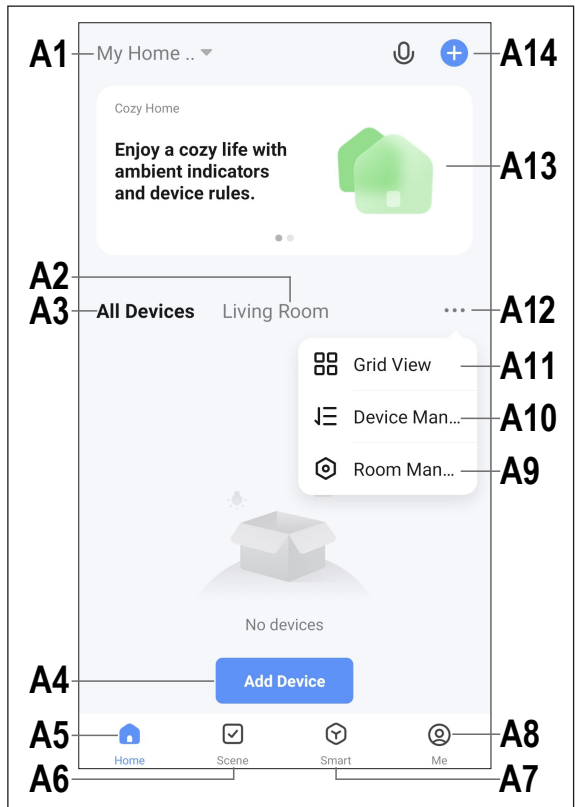 A1
My Home ..
A14
Cozy Home
Enjoy a cozy life with
ambient indicators
and device rules.
A13
A2
A3
All Devices
Living Room
A12
Grid View
A11
Device Man...
A10
Room Man...
A9
No devices
A4
Add Device
A5
Home
Scene
Smart
Me
A8
A6
A7